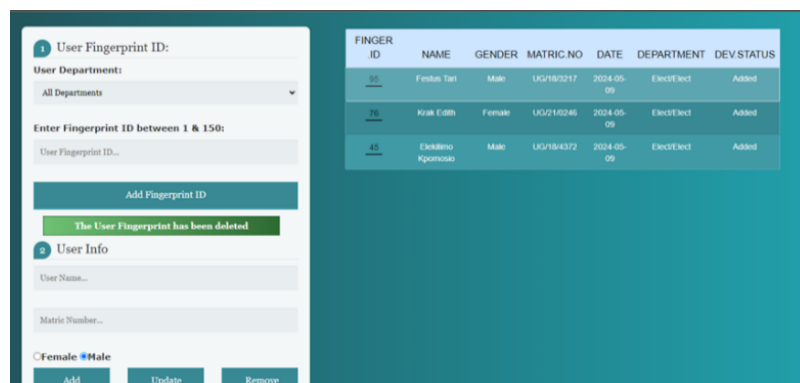 1 User Fingerprint ID:
User Department:
All Departments
Enter Fingerprint ID between 1 & 150:
User Fingerprint ID...
Add Fingerprint ID
The User Fingerprint has been deleted
2 User Info
User Name...
Matric Number...
Female Male
Add Update Remove
FINGER .ID NAME GENDER MATRIC.NO DATE DEPARTMENT DEV.STATUS
95 Festus Tari Male UG/18/3217 2024-05-09 Elect/Elect Added
76 Krak Edith Female UG/21/0246 2024-05-09 Elect/Elect Added
45 Elekilimo Kpomosio Male UG/18/4372 2024-05-09 Elect/Elect Added